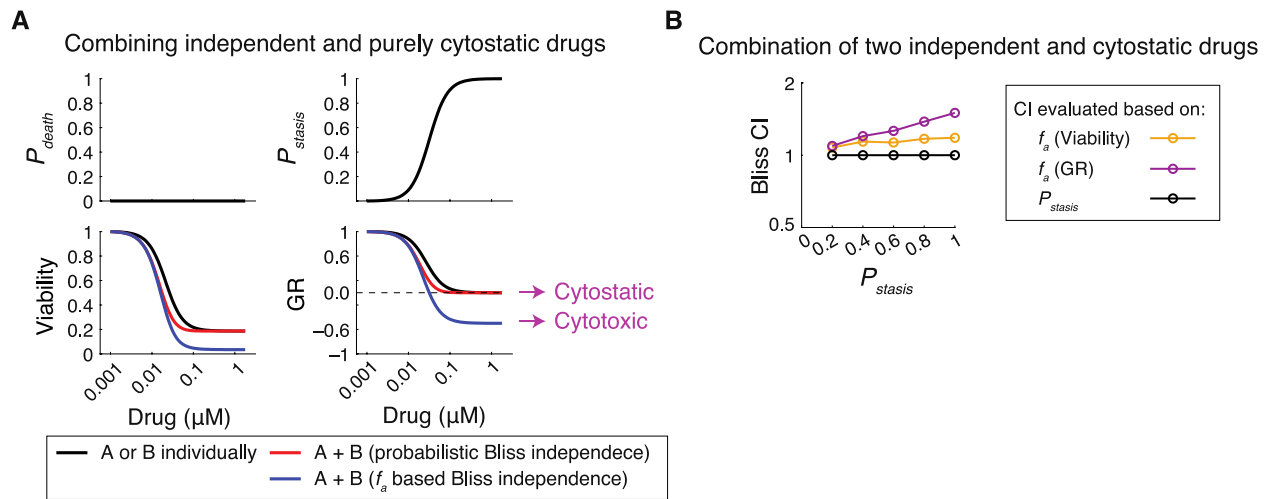 A
Combining independent and purely cytostatic drugs
P_death
1
0.8
0.6
0.4
0.2
0
P_stasis
1
0.8
0.6
0.4
0.2
Viability
1
0.8
0.6
0.4
0.2
0
0.001
0.01
0.1
1
Drug (µM)
GR
1
0.6
0.0
−0.6
−1
0.001
0.01
0.1
1
Drug (µM)
Cytostatic
Cytotoxic
A or B individually
A + B (probabilistic Bliss independece)
A + B (f_a based Bliss independence)
B
Combination of two independent and cytostatic drugs
Bliss CI
2
1
0.5
0
0.2
0.4
0.6
0.8
1
P_stasis
CI evaluated based on:
f_a (Viability)
f_a (GR)
P_stasis